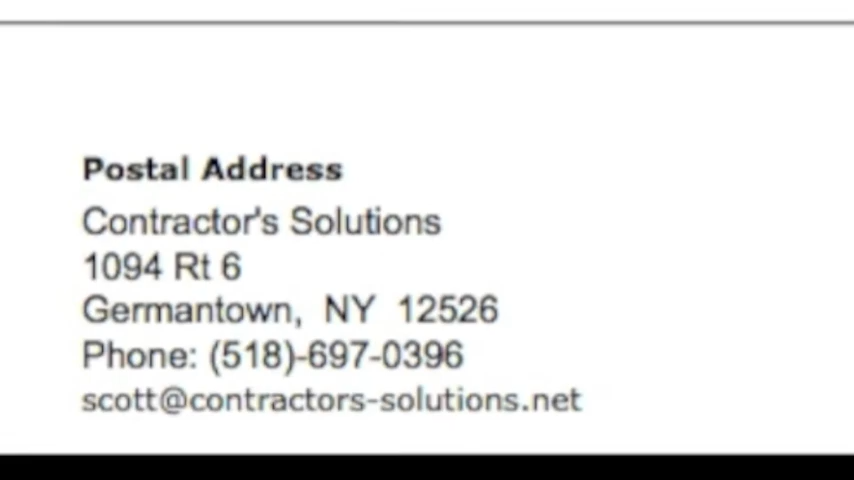 Postal Address
Contractor's Solutions
1094 Rt 6
Germantown, NY 12526
Phone: (518)-697-0396
scott@contractors-solutions.net